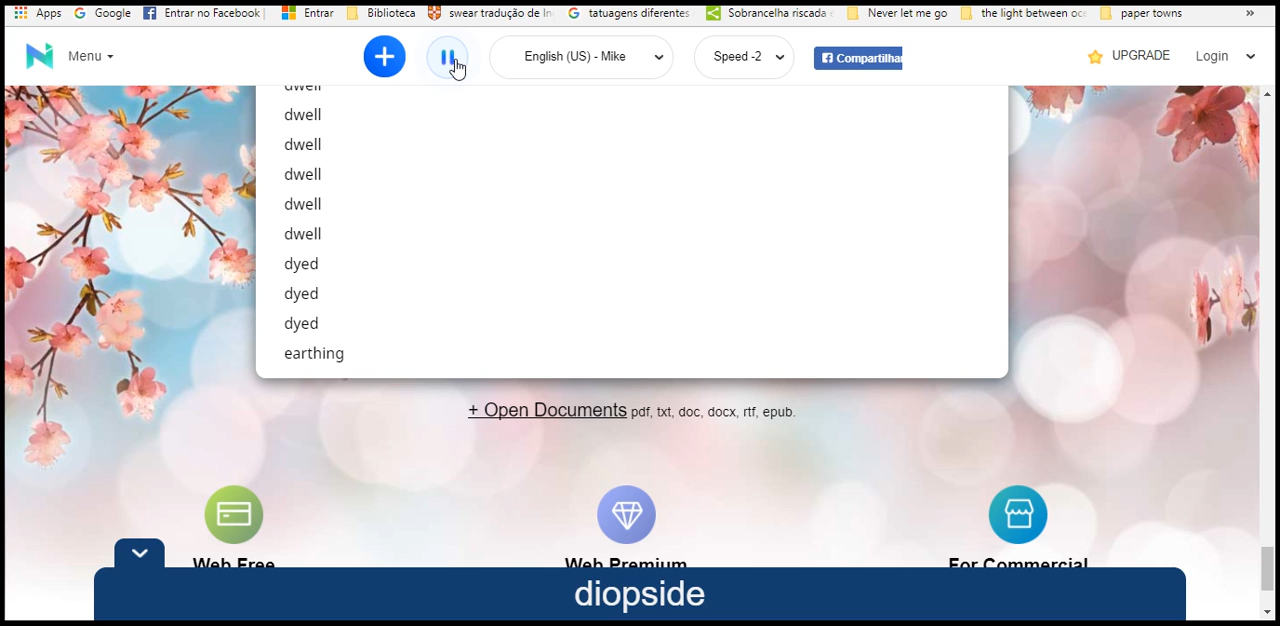 Apps Google Entrar no Facebook Entrar Biblioteca swear tradução de In tatuagens diferentes Sobrancelha riscada Never let me go the light between oce paper towns »
Menu English (US) - Mike Speed -2 Compartilhar UPGRADE Login
dwell
dwell
dwell
dwell
dwell
dwell
dyed
dyed
dyed
earthing
+ Open Documents pdf, txt, doc, docx, rtf, epub.
Web Free Web Premium For Commercial
diopside